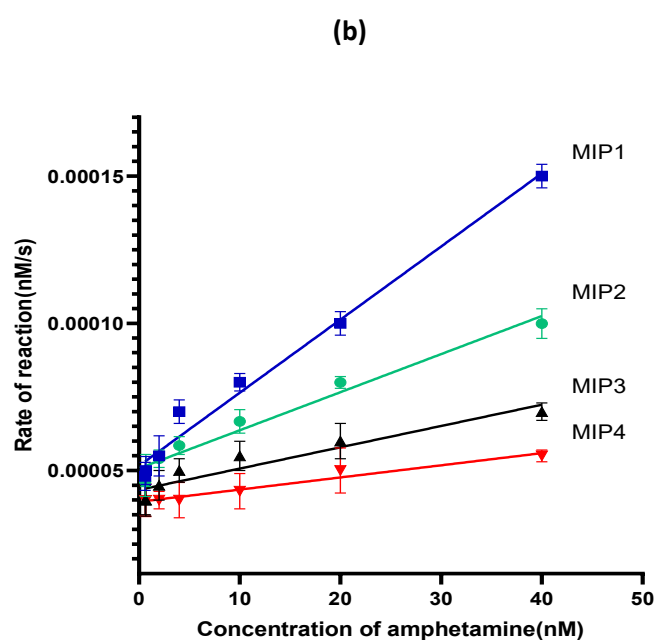 (b)
MIP1
MIP2
MIP3
MIP4
0.00015
0.00010
0.00005
Rate of reaction(nM/s)
0 10 20 30 40 50
Concentration of amphetamine(nM)